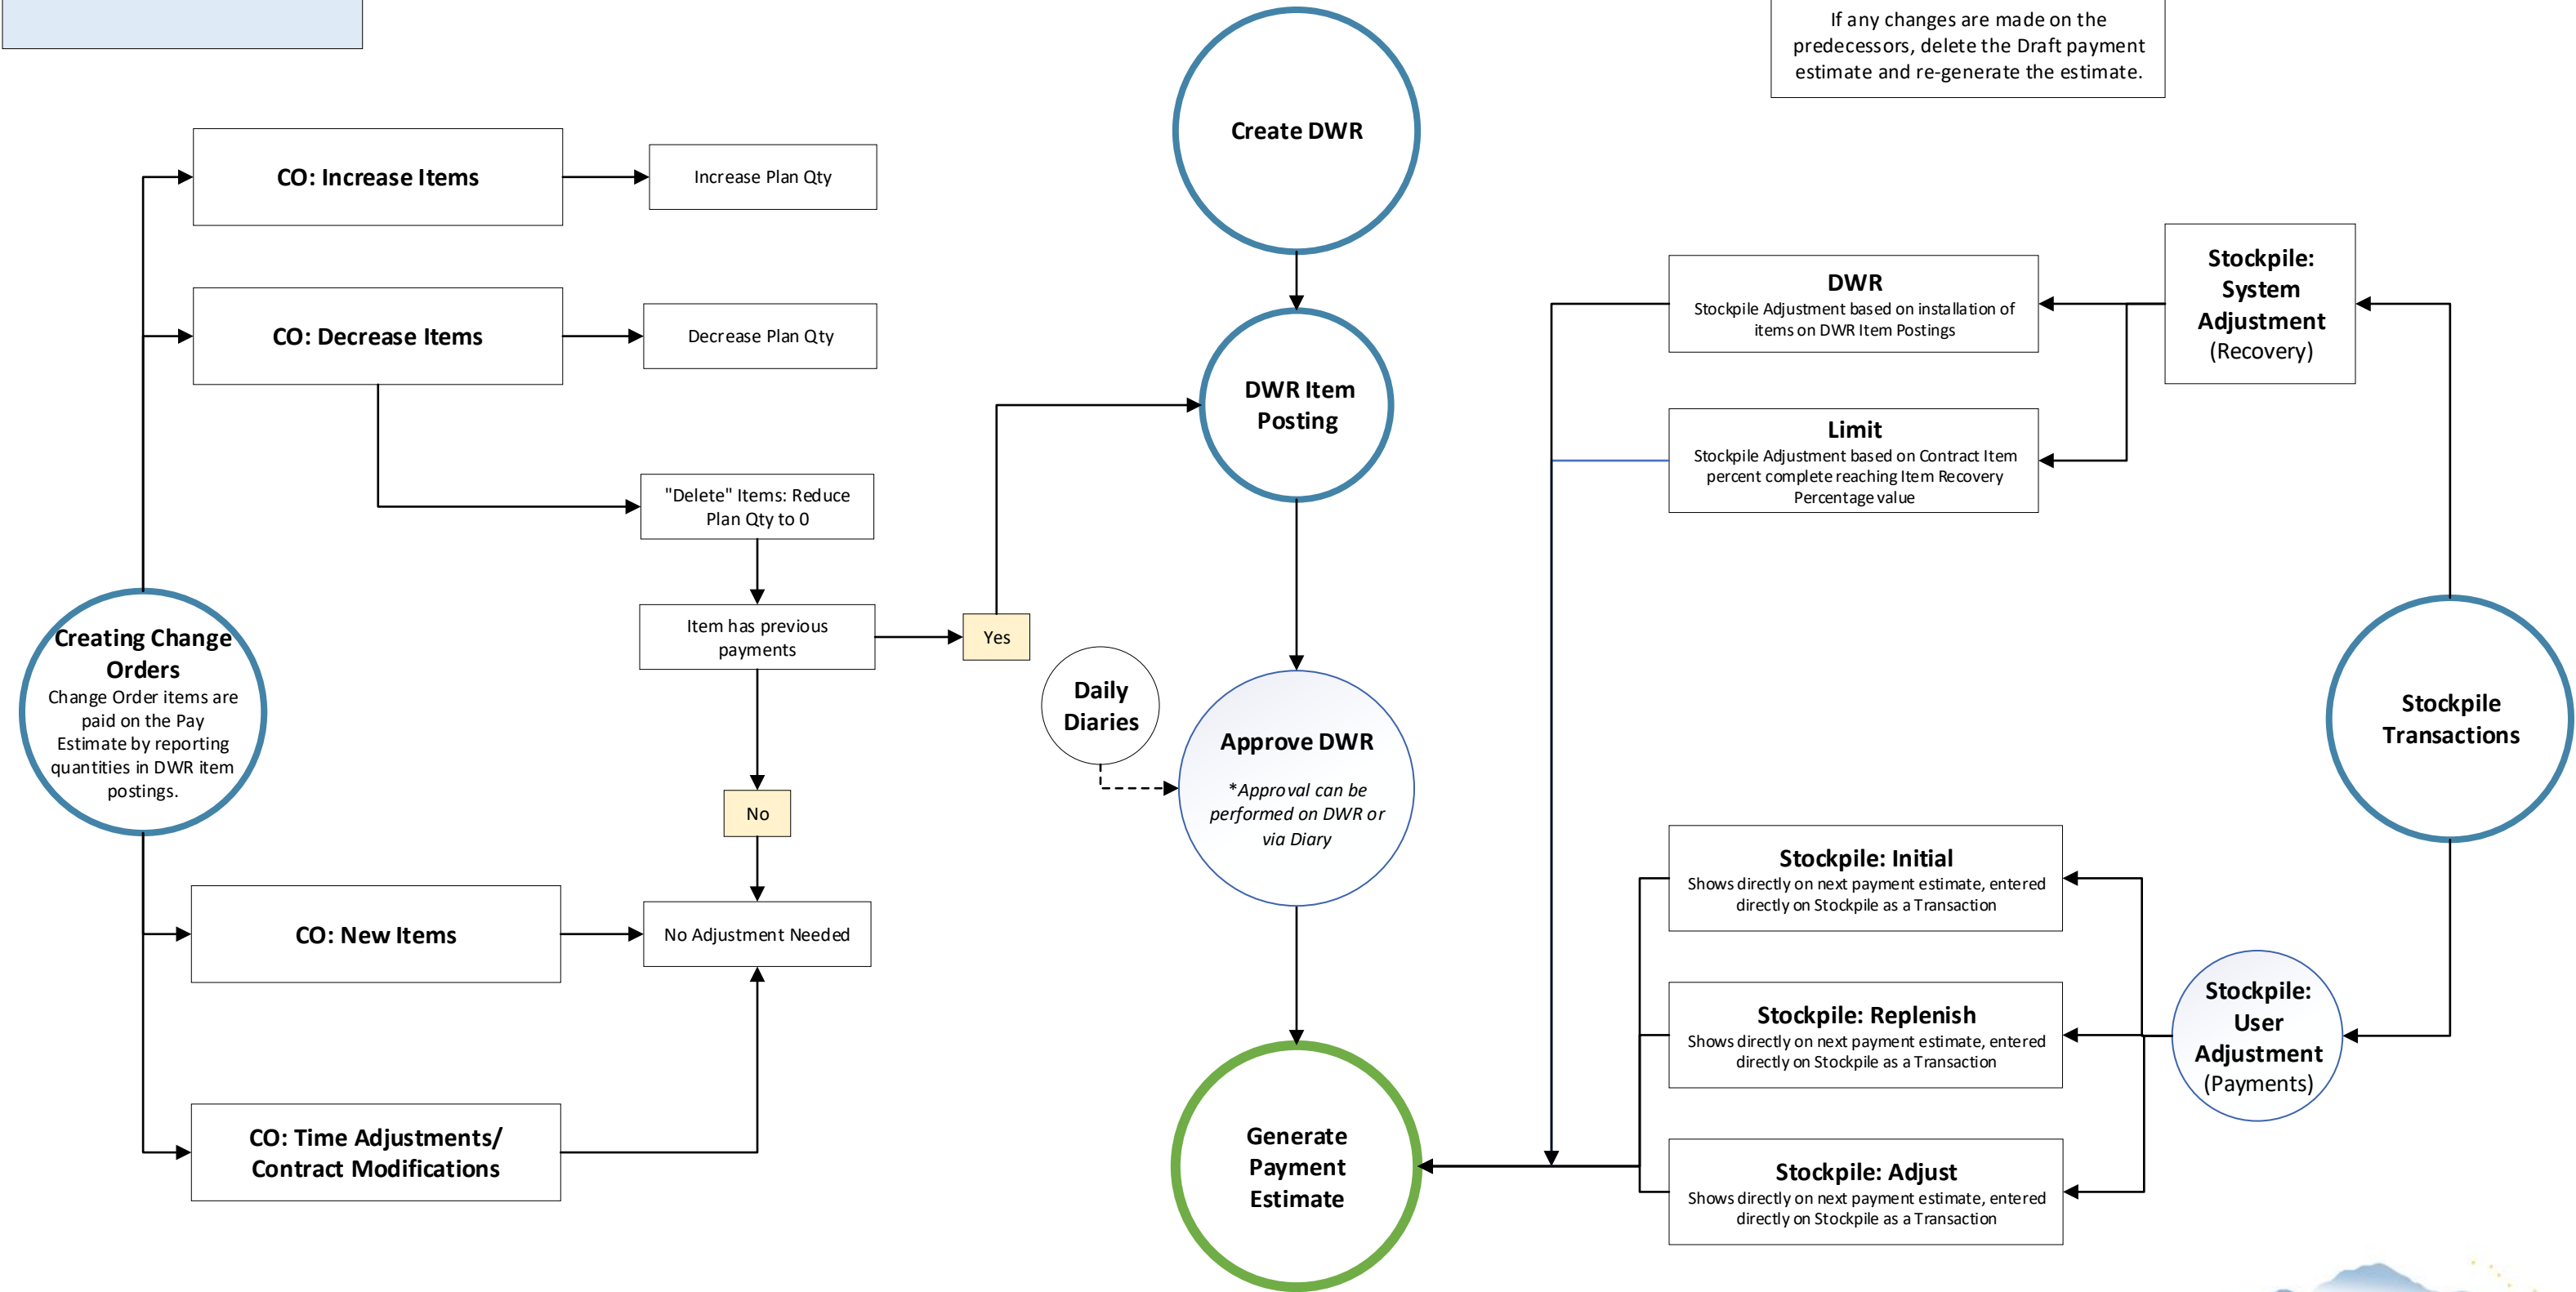 If any changes are made on the
predecessors, delete the Draft payment
estimate and re-generate the estimate.
Create DWR
CO: Increase Items
Increase Plan Qty
CO: Decrease Items
Decrease Plan Qty
"Delete" Items: Reduce
Plan Qty to 0
Item has previous
payments
Yes
No
Creating Change
Orders
Change Order items are
paid on the Pay
Estimate by reporting
quantities in DWR item
postings.
CO: New Items
No Adjustment Needed
CO: Time Adjustments/
Contract Modifications
DWR Item
Posting
Daily
Diaries
Approve DWR
*Approval can be
performed on DWR or
via Diary
Generate
Payment
Estimate
DWR
Stockpile Adjustment based on installation of
items on DWR Item Postings
Limit
Stockpile Adjustment based on Contract Item
percent complete reaching Item Recovery
Percentage value
Stockpile:
System
Adjustment
(Recovery)
Stockpile
Transactions
Stockpile: Initial
Shows directly on next payment estimate, entered
directly on Stockpile as a Transaction
Stockpile: Replenish
Shows directly on next payment estimate, entered
directly on Stockpile as a Transaction
Stockpile: Adjust
Shows directly on next payment estimate, entered
directly on Stockpile as a Transaction
Stockpile:
User
Adjustment
(Payments)